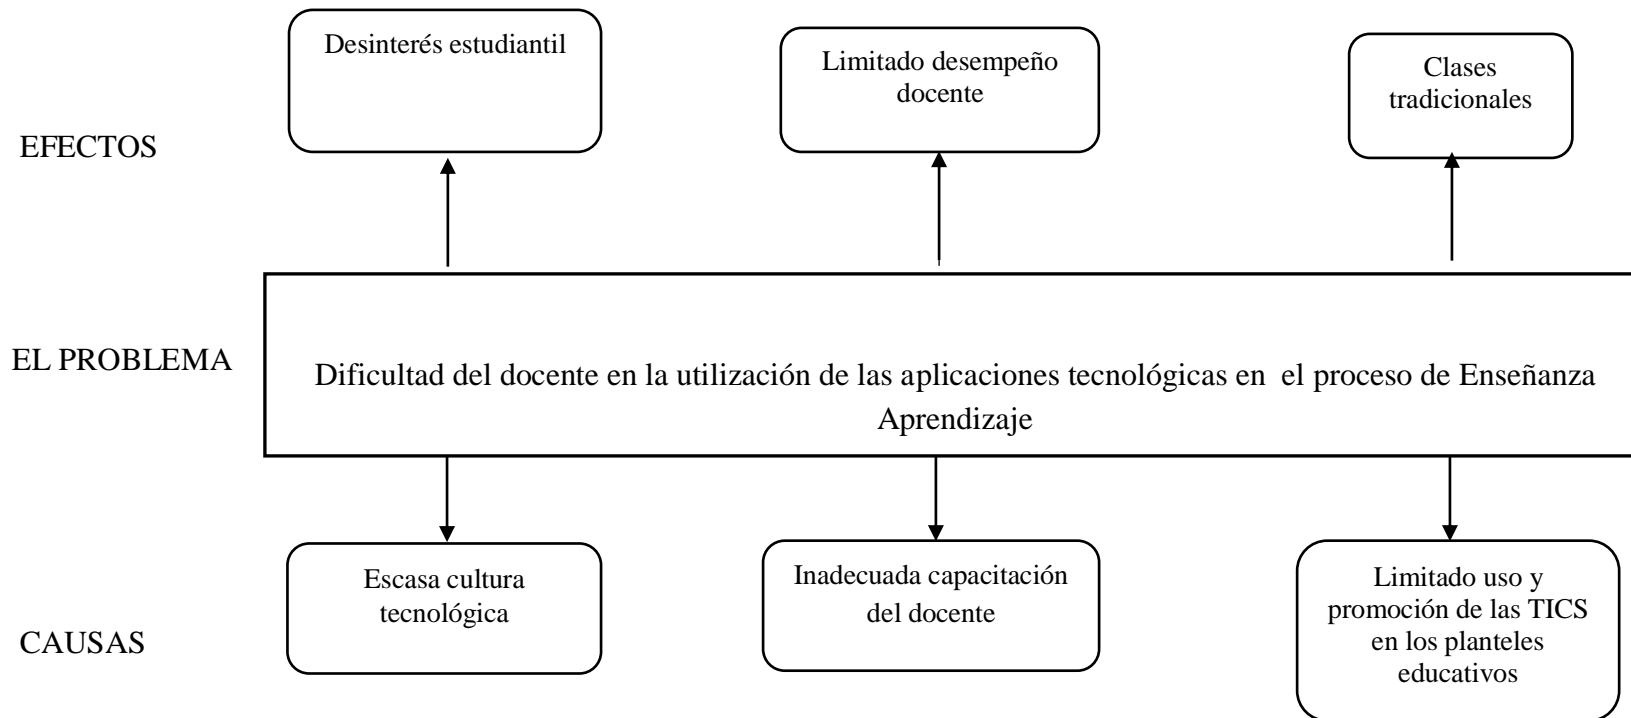 Desinterés estudiantil
Limitado desempeño
docente
Clases
tradicionales
EFECTOS
EL PROBLEMA
Dificultad del docente en la utilización de las aplicaciones tecnológicas en  el proceso de Enseñanza
Aprendizaje
Escasa cultura
tecnológica
Inadecuada capacitación
del docente
Limitado uso y
promoción de las TICS
en los planteles
educativos
CAUSAS